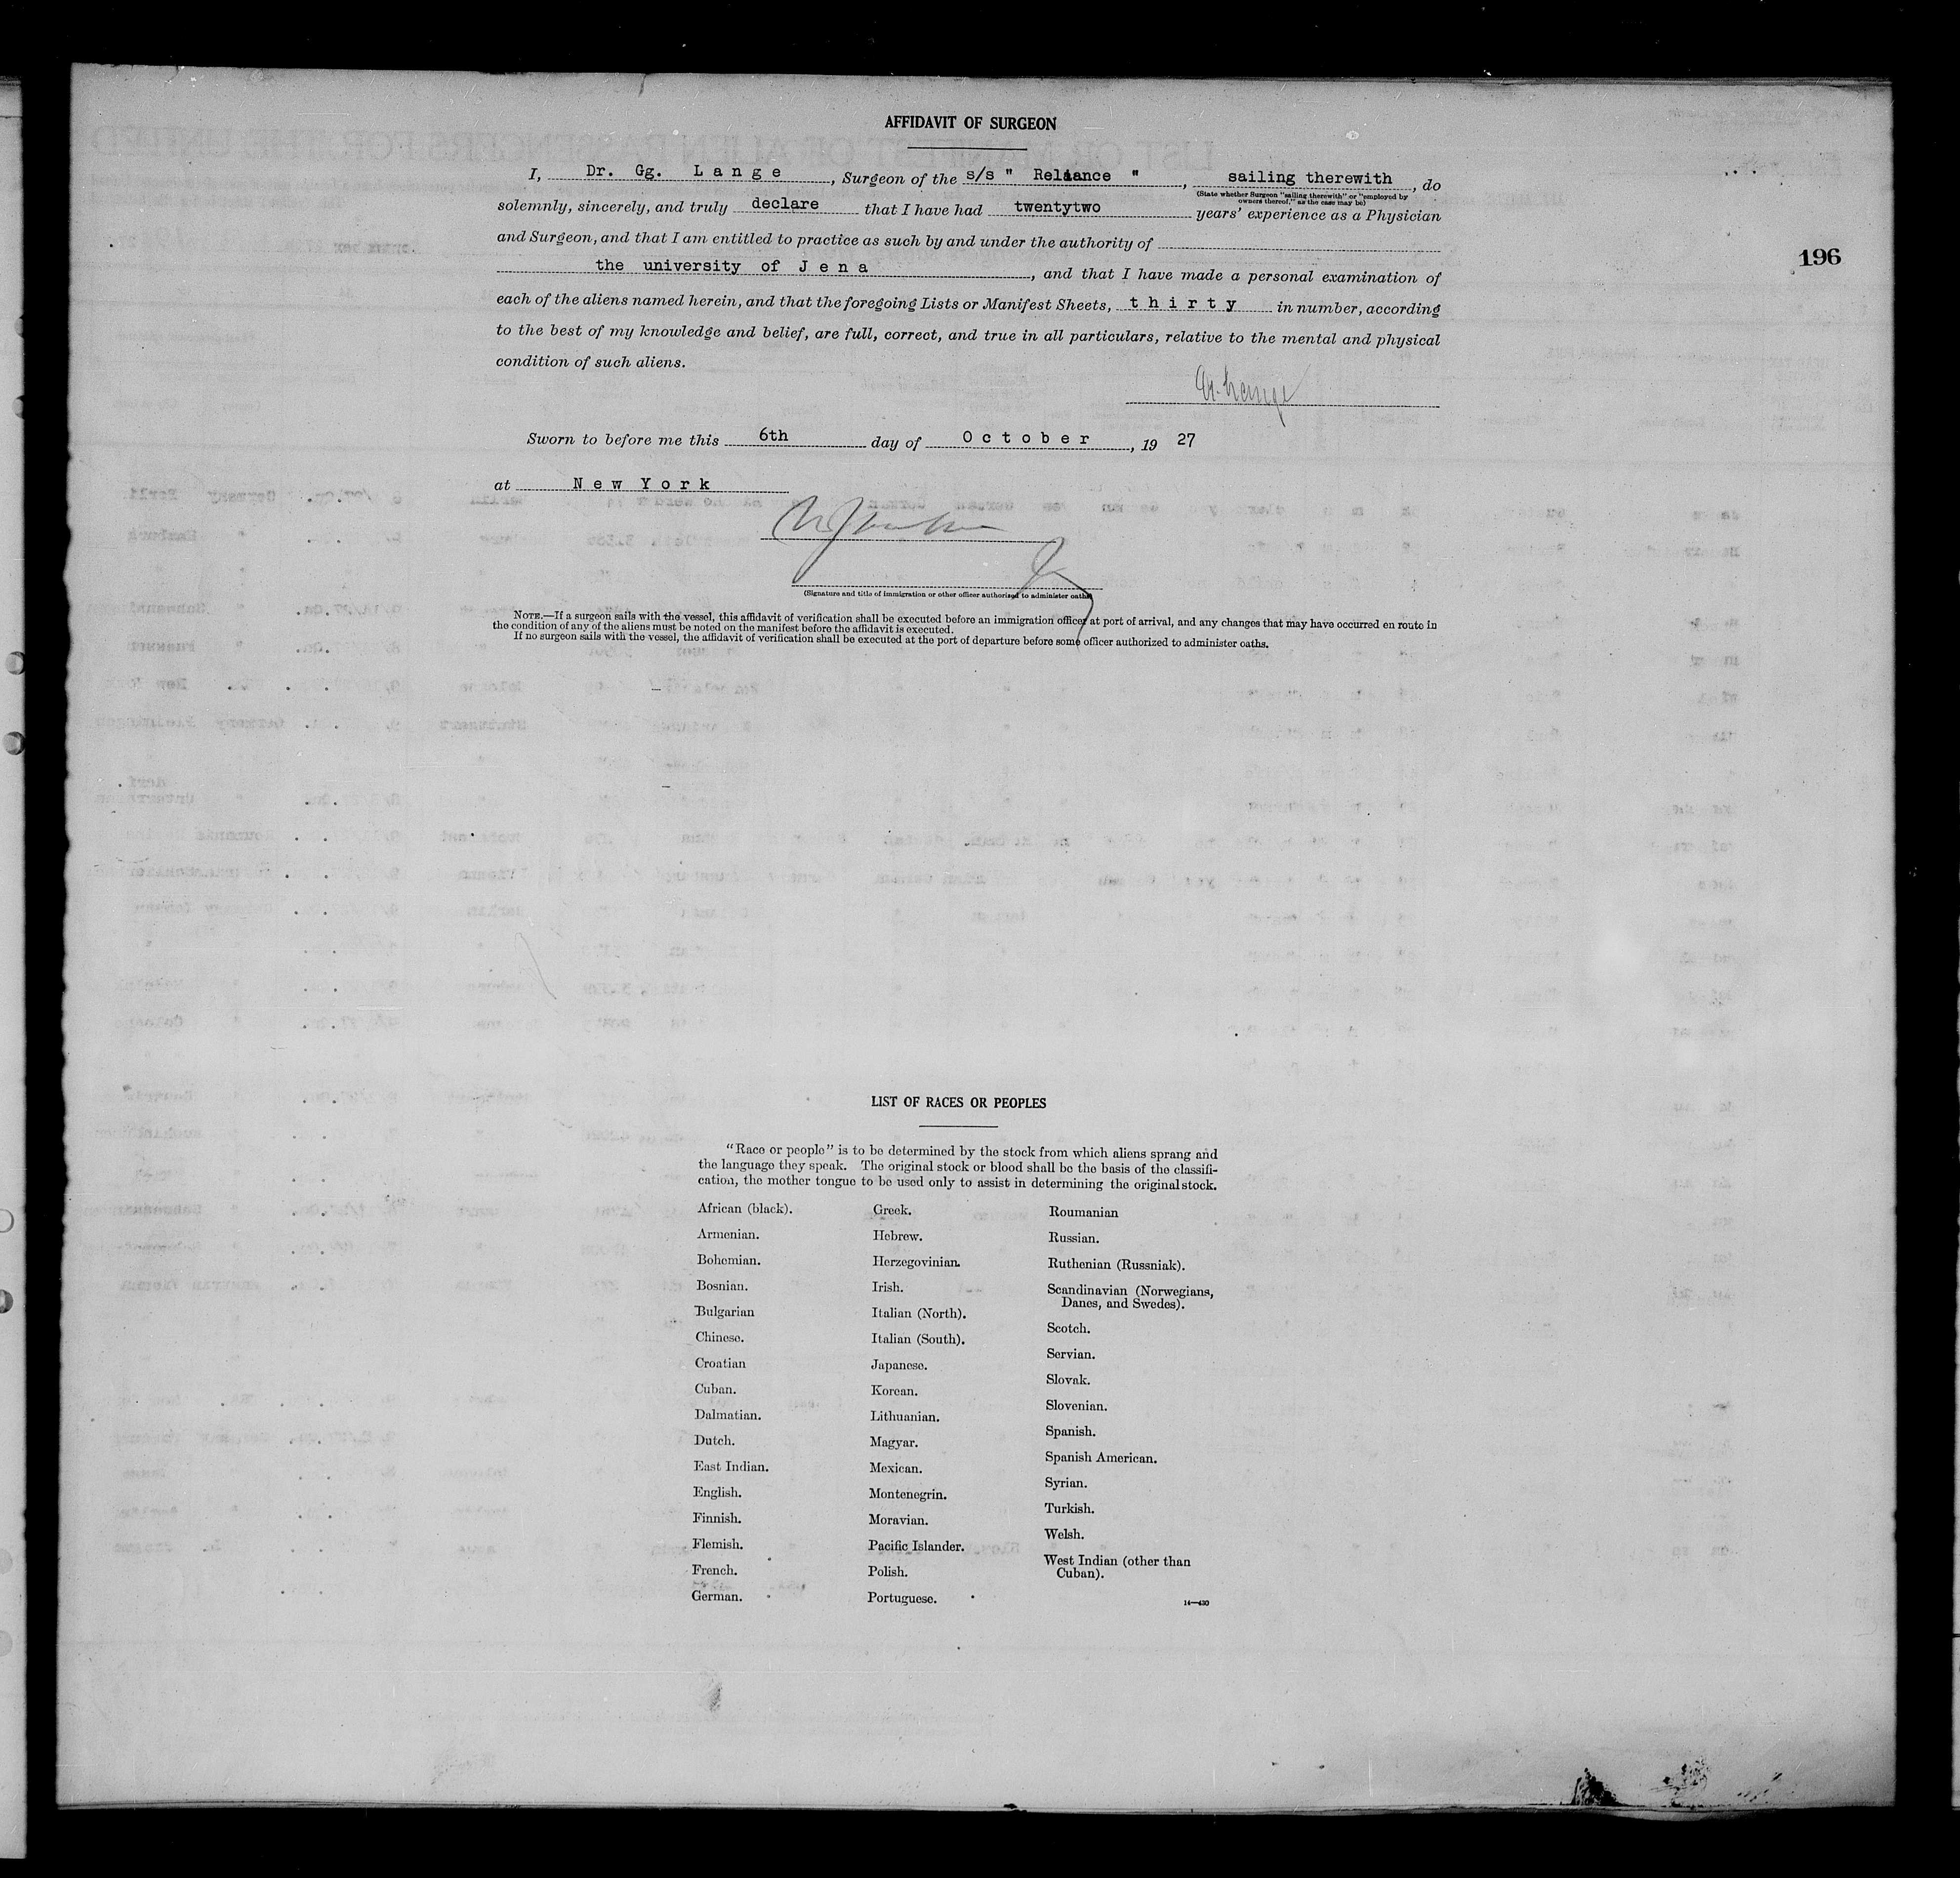 AFFIDAVIT OF SURGEON
I, Dr. Gg. Lange, Surgeon of the s/s " Reliance ", sailing therewith, do
(State whether Surgeon "sailing therewith" or "employed by
owners thereof," as the case may be)
solemnly, sincerely, and truly declare that I have had twentytwo years' experience as a Physician
and Surgeon, and that I am entitled to practice as such by and under the authority of
196
the university of Jena, and that I have made a personal examination of
each of the aliens named herein, and that the foregoing Lists or Manifest Sheets, thirty in number, according
to the best of my knowledge and belief, are full, correct, and true in all particulars, relative to the mental and physical
condition of such aliens.
Sworn to before me this 6th day of October, 19 27
at New York
(Signature and title of immigration or other officer authorized to administer oaths)
NOTE.—If a surgeon sails with the vessel, this affidavit of verification shall be executed before an immigration officer at port of arrival, and any changes that may have occurred en route in
the condition of any of the aliens must be noted on the manifest before the affidavit is executed.
If no surgeon sails with the vessel, the affidavit of verification shall be executed at the port of departure before some officer authorized to administer oaths.
LIST OF RACES OR PEOPLES
"Race or people" is to be determined by the stock from which aliens sprang and
the language they speak. The original stock or blood shall be the basis of the classifi-
cation, the mother tongue to be used only to assist in determining the original stock.
African (black).
Armenian.
Bohemian.
Bosnian.
Bulgarian
Chinese.
Croatian
Cuban.
Dalmatian.
Dutch.
East Indian.
English.
Finnish.
Flemish.
French.
German.
Greek.
Hebrew.
Herzegovinian.
Irish.
Italian (North).
Italian (South).
Japanese.
Korean.
Lithuanian.
Magyar.
Mexican.
Montenegrin.
Moravian.
Pacific Islander.
Polish.
Portuguese.
Roumanian
Russian.
Ruthenian (Russniak).
Scandinavian (Norwegians,
Danes, and Swedes).
Scotch.
Servian.
Slovak.
Slovenian.
Spanish.
Spanish American.
Syrian.
Turkish.
Welsh.
West Indian (other than
Cuban).
14—430